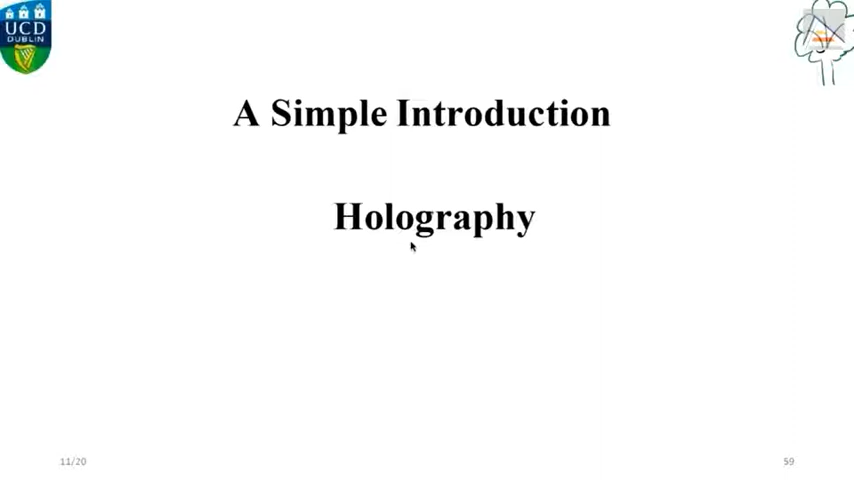 UCD
DUBLIN
A Simple Introduction
Holography
11/20
59